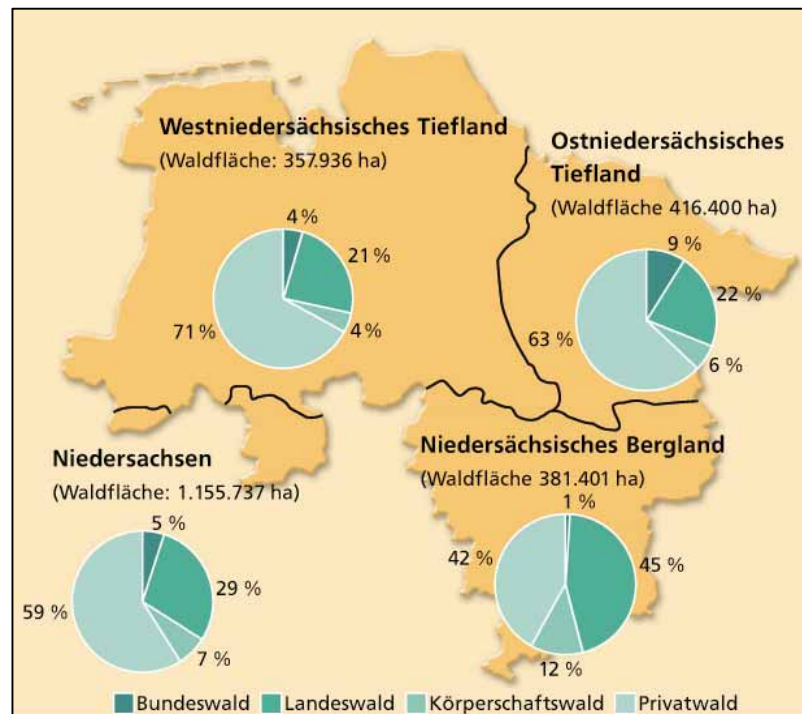 Westniedersächsisches Tiefland
(Waldfläche: 357.936 ha)
4 %
21 %
4 %
71 %
Ostniedersächsisches
Tiefland
(Waldfläche 416.400 ha)
9 %
22 %
6 %
63 %
Niedersachsen
(Waldfläche: 1.155.737 ha)
5 %
29 %
7 %
59 %
Niedersächsisches Bergland
(Waldfläche 381.401 ha)
1 %
45 %
12 %
42 %
Bundeswald Landeswald Körperschaftswald Privatwald